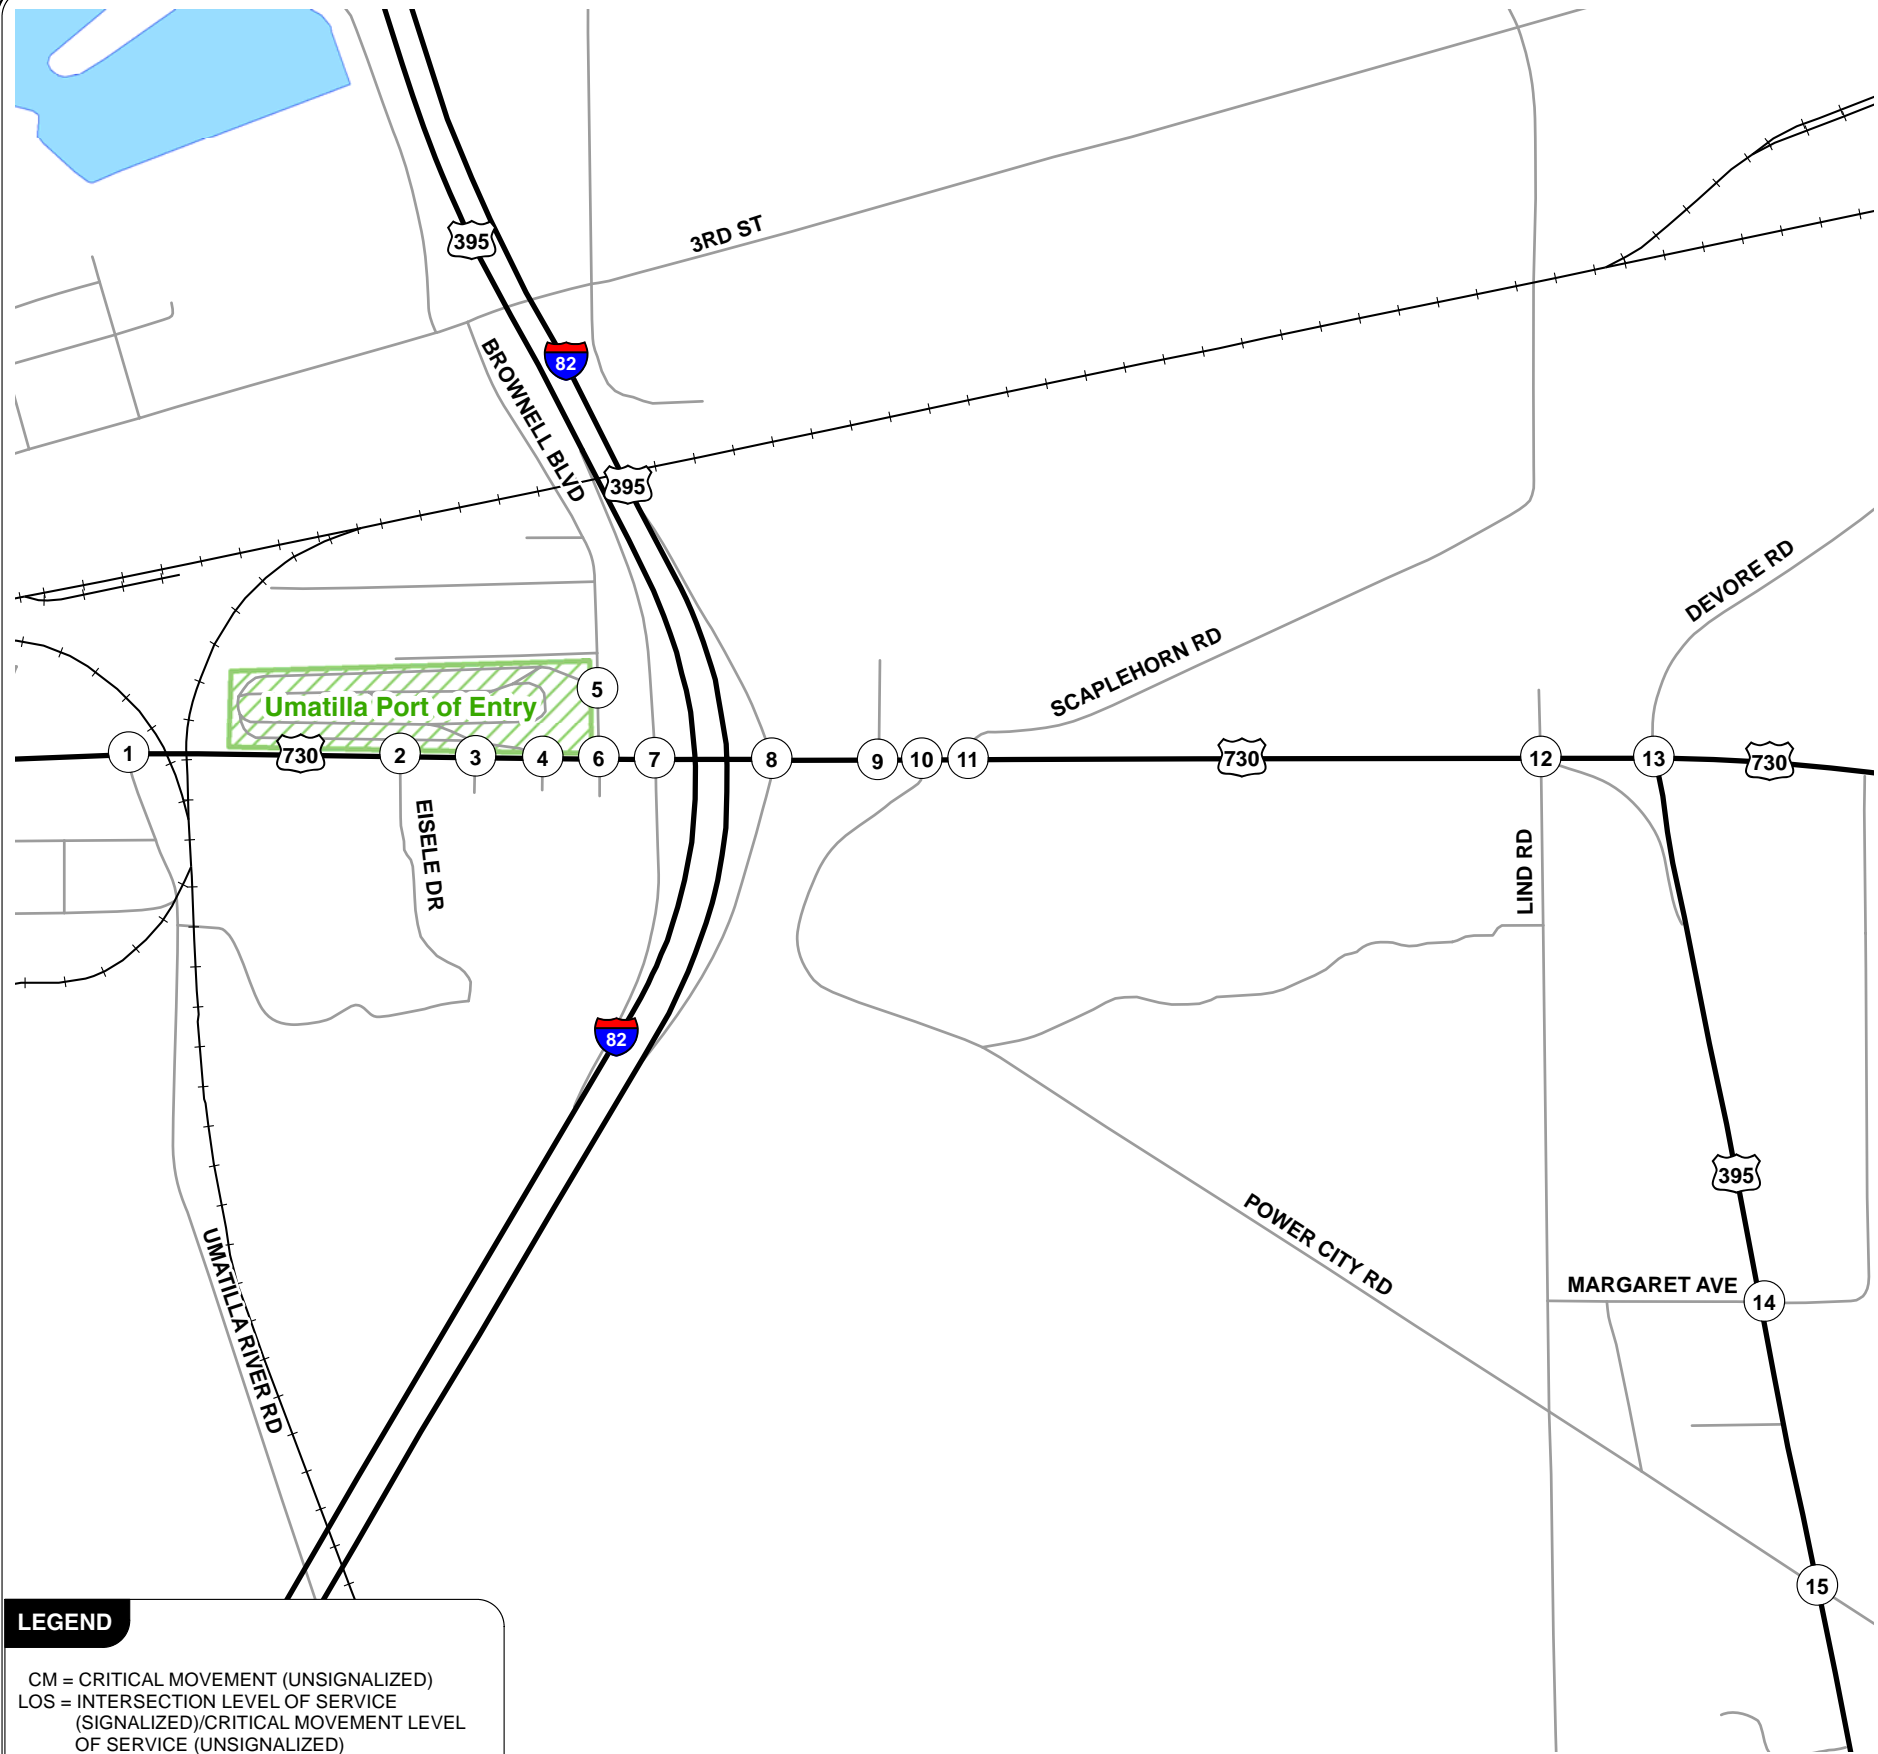 395
3RD ST
82
BROWNELL BLVD
395
DEVORE RD
SCAPLEHORN RD
5
Umatilla Port of Entry
1
730
2
3
4
6
7
8
9
10
11
730
12
13
730
EISELE DR
LIND RD
82
395
POWER CITY RD
MARGARET AVE
14
UMATILLA RIVER RD
15
LEGEND
CM = CRITICAL MOVEMENT (UNSIGNALIZED)
LOS = INTERSECTION LEVEL OF SERVICE
(SIGNALIZED)/CRITICAL MOVEMENT LEVEL
OF SERVICE (UNSIGNALIZED)